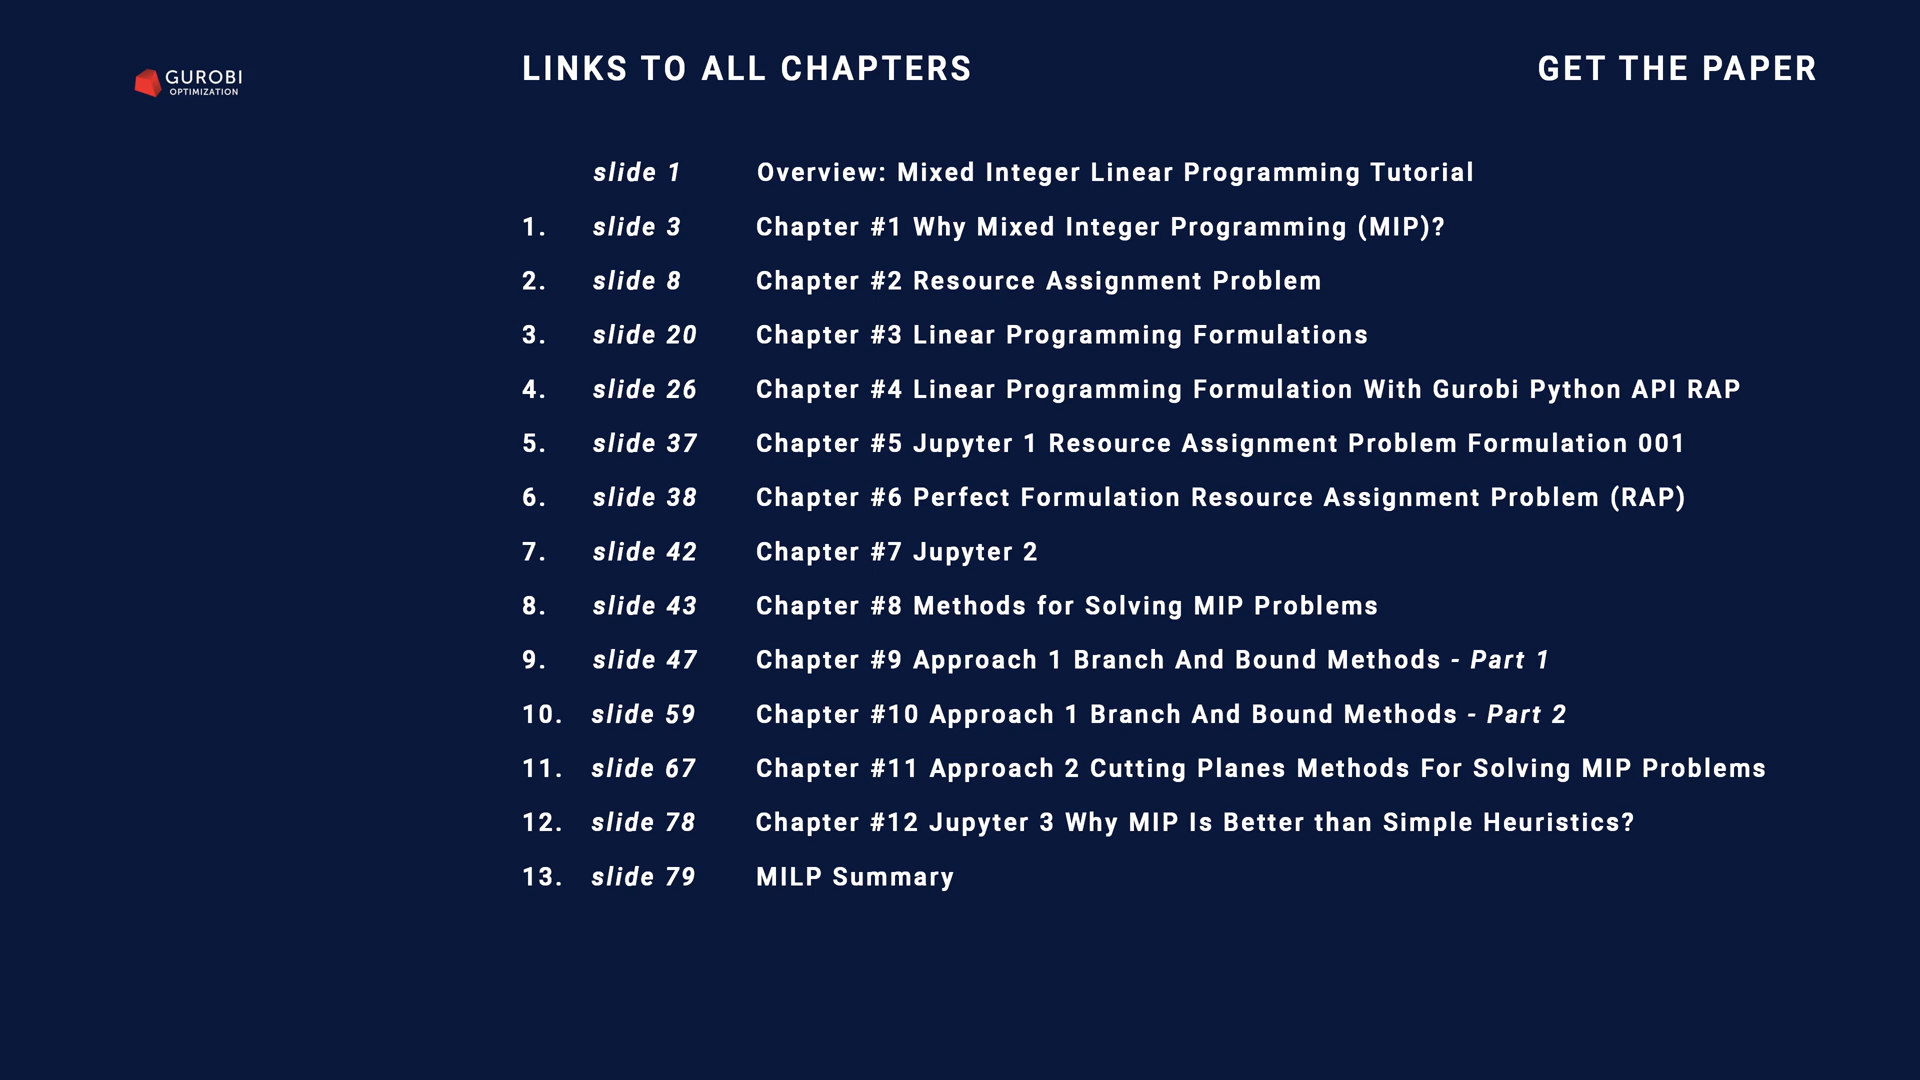 GUROBI
OPTIMIZATION
LINKS TO ALL CHAPTERS
GET THE PAPER
slide 1 Overview: Mixed Integer Linear Programming Tutorial
1. slide 3 Chapter #1 Why Mixed Integer Programming (MIP)?
2. slide 8 Chapter #2 Resource Assignment Problem
3. slide 20 Chapter #3 Linear Programming Formulations
4. slide 26 Chapter #4 Linear Programming Formulation With Gurobi Python API RAP
5. slide 37 Chapter #5 Jupyter 1 Resource Assignment Problem Formulation 001
6. slide 38 Chapter #6 Perfect Formulation Resource Assignment Problem (RAP)
7. slide 42 Chapter #7 Jupyter 2
8. slide 43 Chapter #8 Methods for Solving MIP Problems
9. slide 47 Chapter #9 Approach 1 Branch And Bound Methods - Part 1
10. slide 59 Chapter #10 Approach 1 Branch And Bound Methods - Part 2
11. slide 67 Chapter #11 Approach 2 Cutting Planes Methods For Solving MIP Problems
12. slide 78 Chapter #12 Jupyter 3 Why MIP Is Better than Simple Heuristics?
13. slide 79 MILP Summary